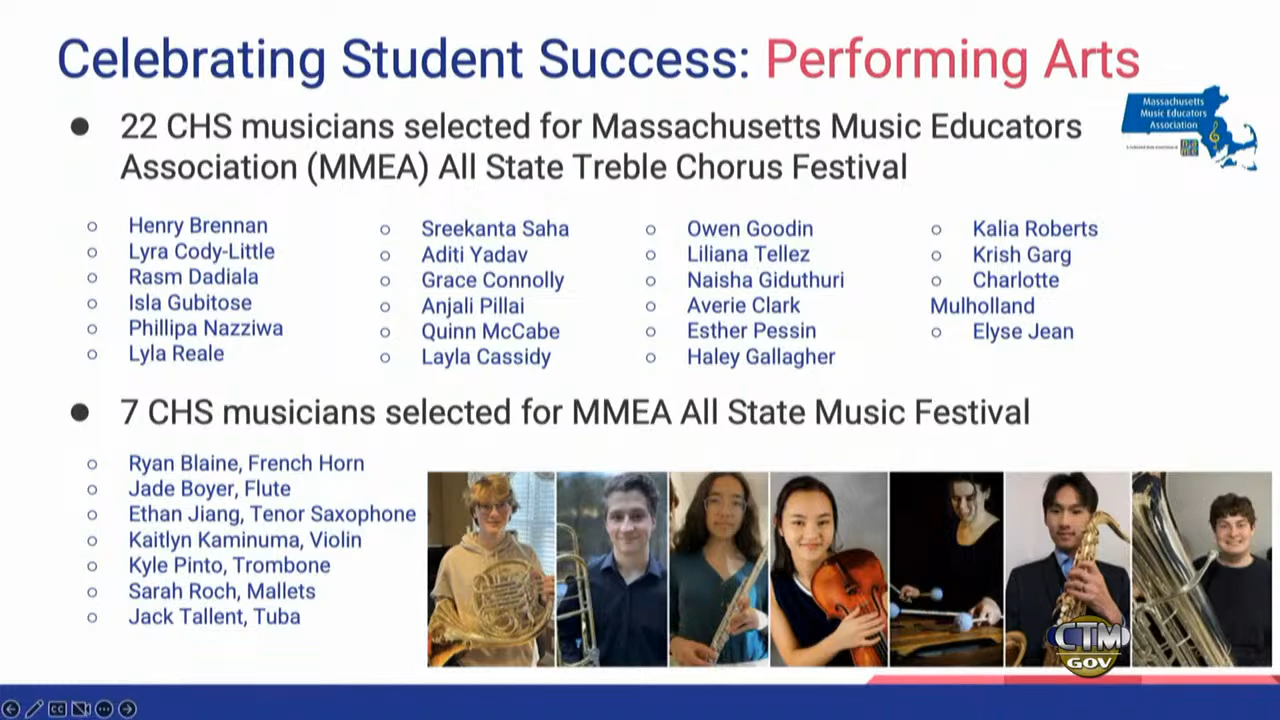 Celebrating Student Success: Performing Arts
Massachusetts
Music Educators
Association
22 CHS musicians selected for Massachusetts Music Educators
Association (MMEA) All State Treble Chorus Festival
Henry Brennan
Lyra Cody-Little
Rasm Dadiala
Isla Gubitose
Phillipa Nazziwa
Lyla Reale
Sreekanta Saha
Aditi Yadav
Grace Connolly
Anjali Pillai
Quinn McCabe
Layla Cassidy
Owen Goodin
Liliana Tellez
Naisha Giduthuri
Averie Clark
Esther Pessin
Haley Gallagher
Kalia Roberts
Krish Garg
Charlotte
Mulholland
Elyse Jean
7 CHS musicians selected for MMEA All State Music Festival
Ryan Blaine, French Horn
Jade Boyer, Flute
Ethan Jiang, Tenor Saxophone
Kaitlyn Kaminuma, Violin
Kyle Pinto, Trombone
Sarah Roch, Mallets
Jack Tallent, Tuba
CTM
GOV
CC